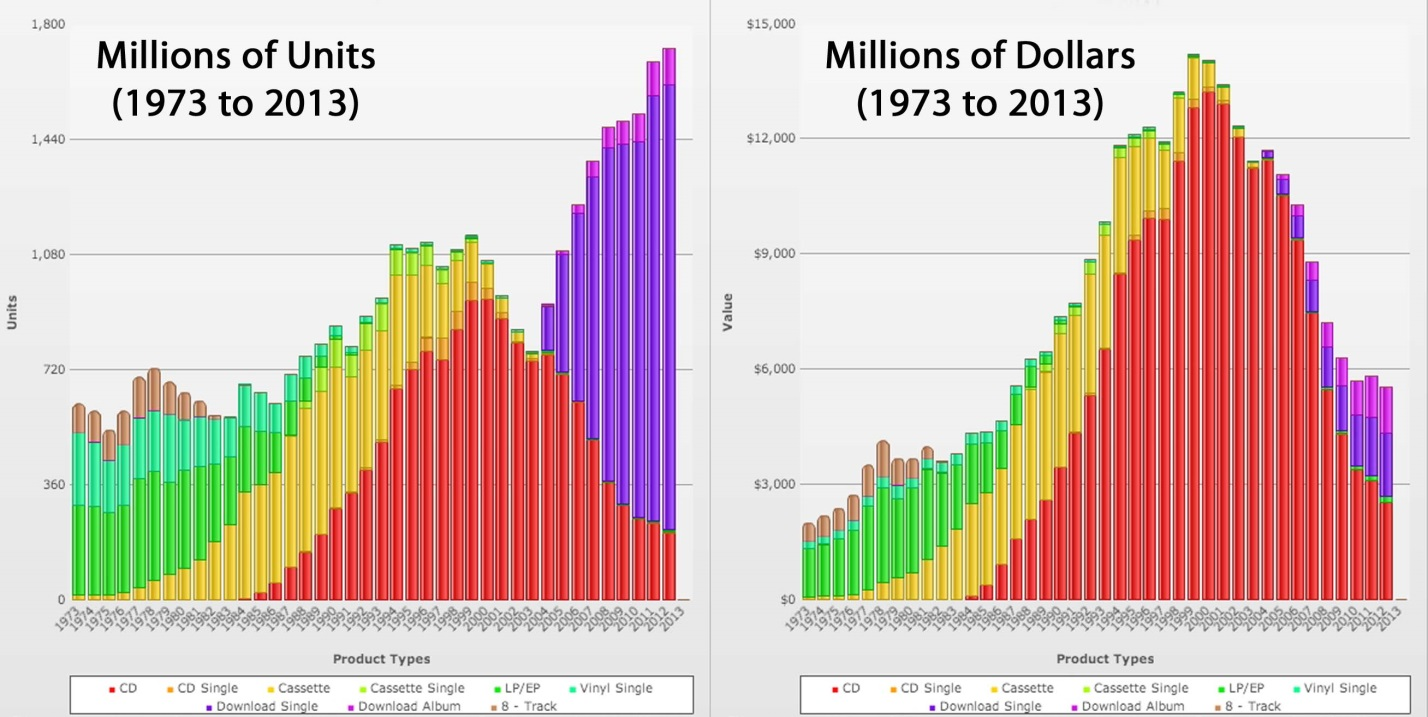 Millions of Units
(1973 to 2013)
1,800
1,440
1,080
720
360
0
Units
1973 1974 1975 1976 1977 1978 1979 1980 1981 1982 1983 1984 1985 1986 1987 1988 1989 1990 1991 1992 1993 1994 1995 1996 1997 1998 1999 2000 2001 2002 2003 2004 2005 2006 2007 2008 2009 2010 2011 2012 2013
Product Types
CD CD Single Cassette Cassette Single LP/EP Vinyl Single
Download Single Download Album 8 - Track
Millions of Dollars
(1973 to 2013)
$15,000
$12,000
$9,000
$6,000
$3,000
$0
Value
1973 1974 1975 1976 1977 1978 1979 1980 1981 1982 1983 1984 1985 1986 1987 1988 1989 1990 1991 1992 1993 1994 1995 1996 1997 1998 1999 2000 2001 2002 2003 2004 2005 2006 2007 2008 2009 2010 2011 2012 2013
Product Types
CD CD Single Cassette Cassette Single LP/EP Vinyl Single
Download Single Download Album 8 - Track